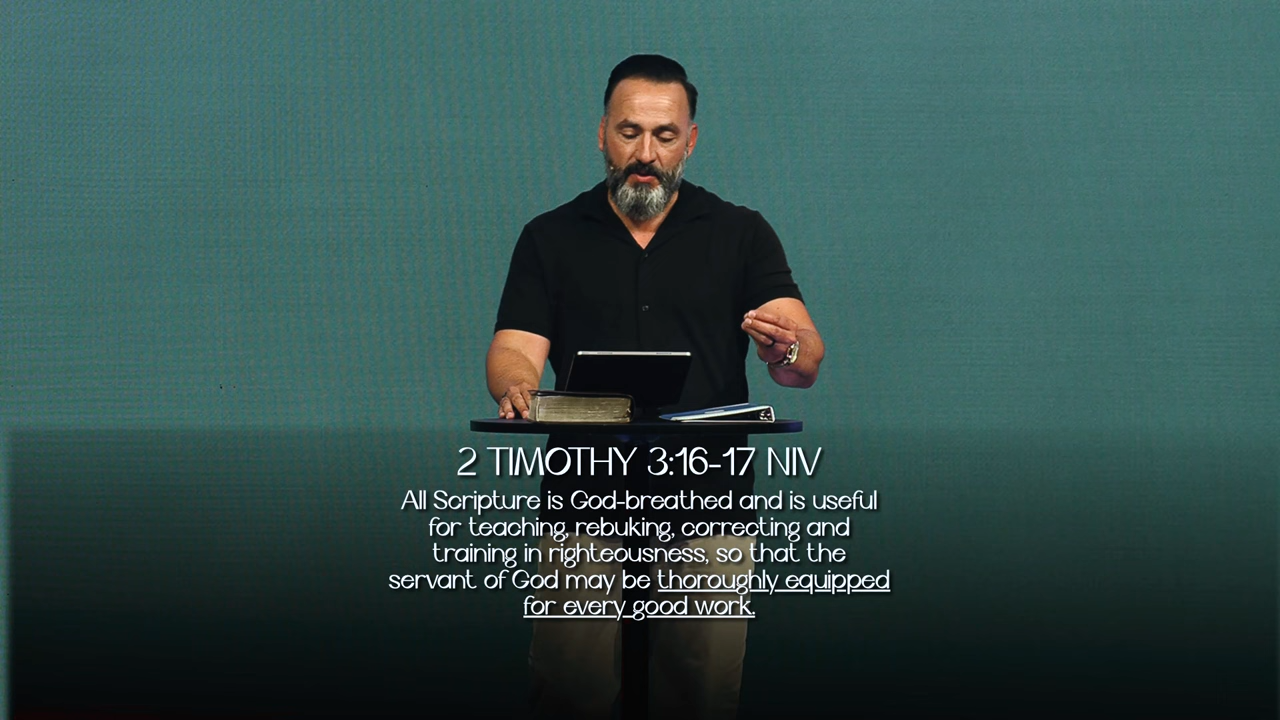 2 TIMOTHY 3:16-17 NIV
All Scripture is God-breathed and is useful
for teaching, rebuking, correcting and
training in righteousness, so that the
servant of God may be thoroughly equipped
for every good work.